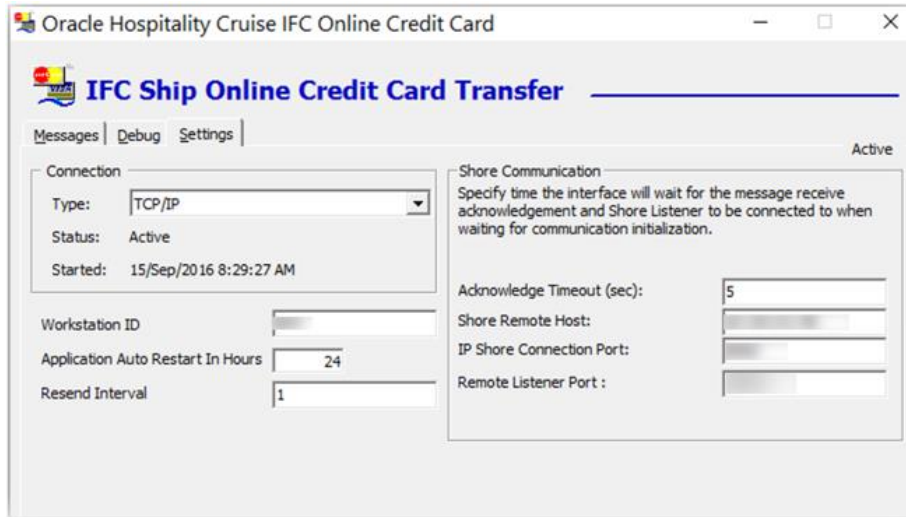 Oracle Hospitality Cruise IFC Online Credit Card
IFC Ship Online Credit Card Transfer
Messages Debug Settings
Active
Connection
Type: TCP/IP
Status: Active
Started: 15/Sep/2016 8:29:27 AM
Workstation ID
Application Auto Restart In Hours 24
Resend Interval 1
Shore Communication
Specify time the interface will wait for the message receive
acknowledgement and Shore Listener to be connected to when
waiting for communication initialization.
Acknowledge Timeout (sec): 5
Shore Remote Host:
IP Shore Connection Port:
Remote Listener Port :